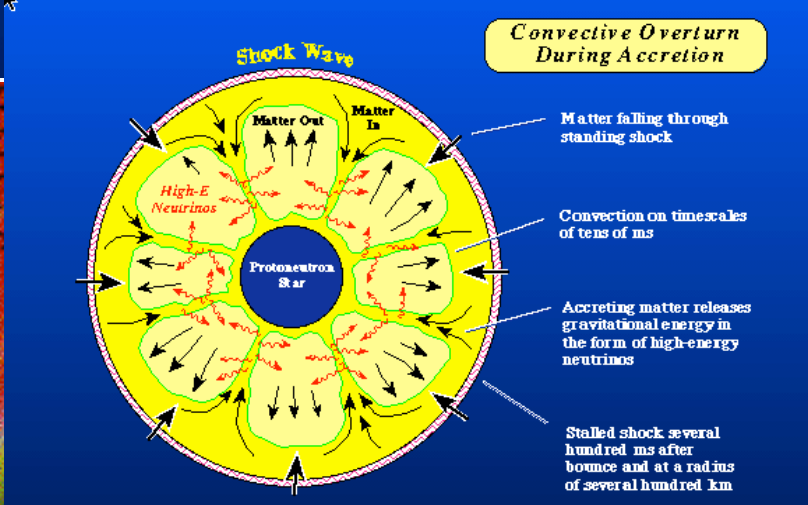 Convective Overturn
During Accretion
Shock Wave
Matter Out
Matter
In
High-E
Neutrinos
Protoneutron
Star
Matter falling through
standing shock
Convection on timescales
of tens of ms
Accreting matter releases
gravitational energy in
the form of high-energy
neutrinos
Stalled shock several
hundred ms after
bounce and at a radius
of several hundred km